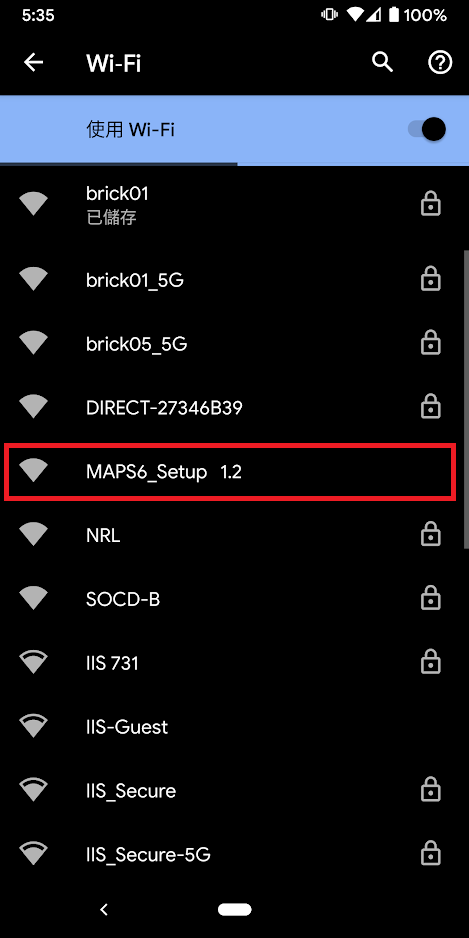 5:35 100%
Wi-Fi
使用 Wi-Fi
brick01
已儲存
brick01_5G
brick05_5G
DIRECT-27346B39
MAPS6_Setup 1.2
NRL
SOCD-B
IIS 731
IIS-Guest
IIS_Secure
IIS_Secure-5G